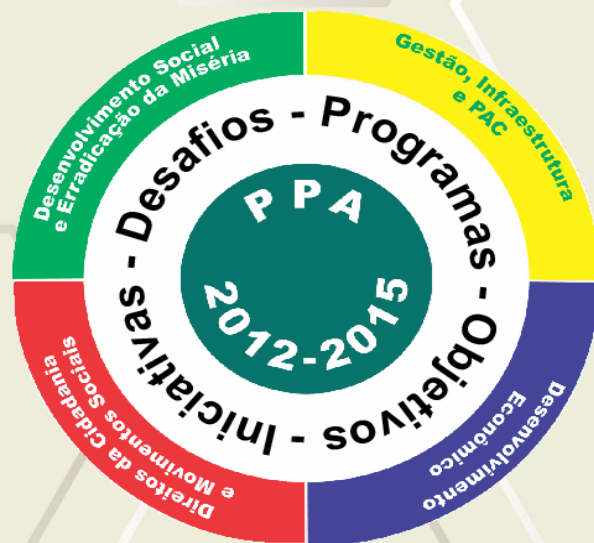 Desenvolvimento Social
e Erradicação da Miséria
Gestão, Infraestrutura
e PAC
Desafios - Programas - Objetivos - Iniciativas -
PPA
2012-2015
Direitos da Cidadania
e Movimentos Sociais
Desenvolvimento
Econômico